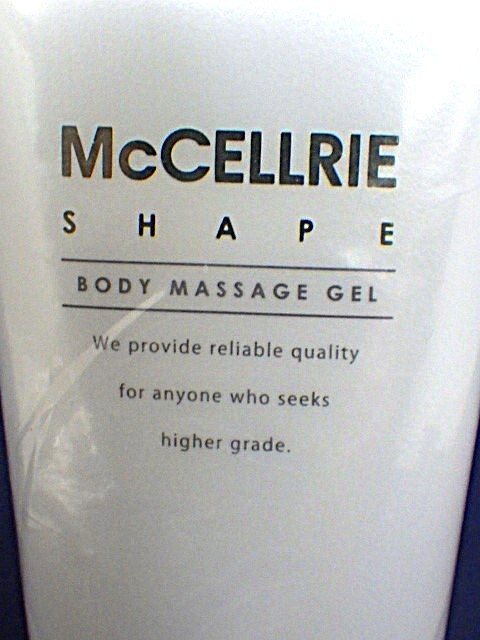 McCELLRIE
SHAPE
BODY MASSAGE GEL
We provide reliable quality
for anyone who seeks
higher grade.